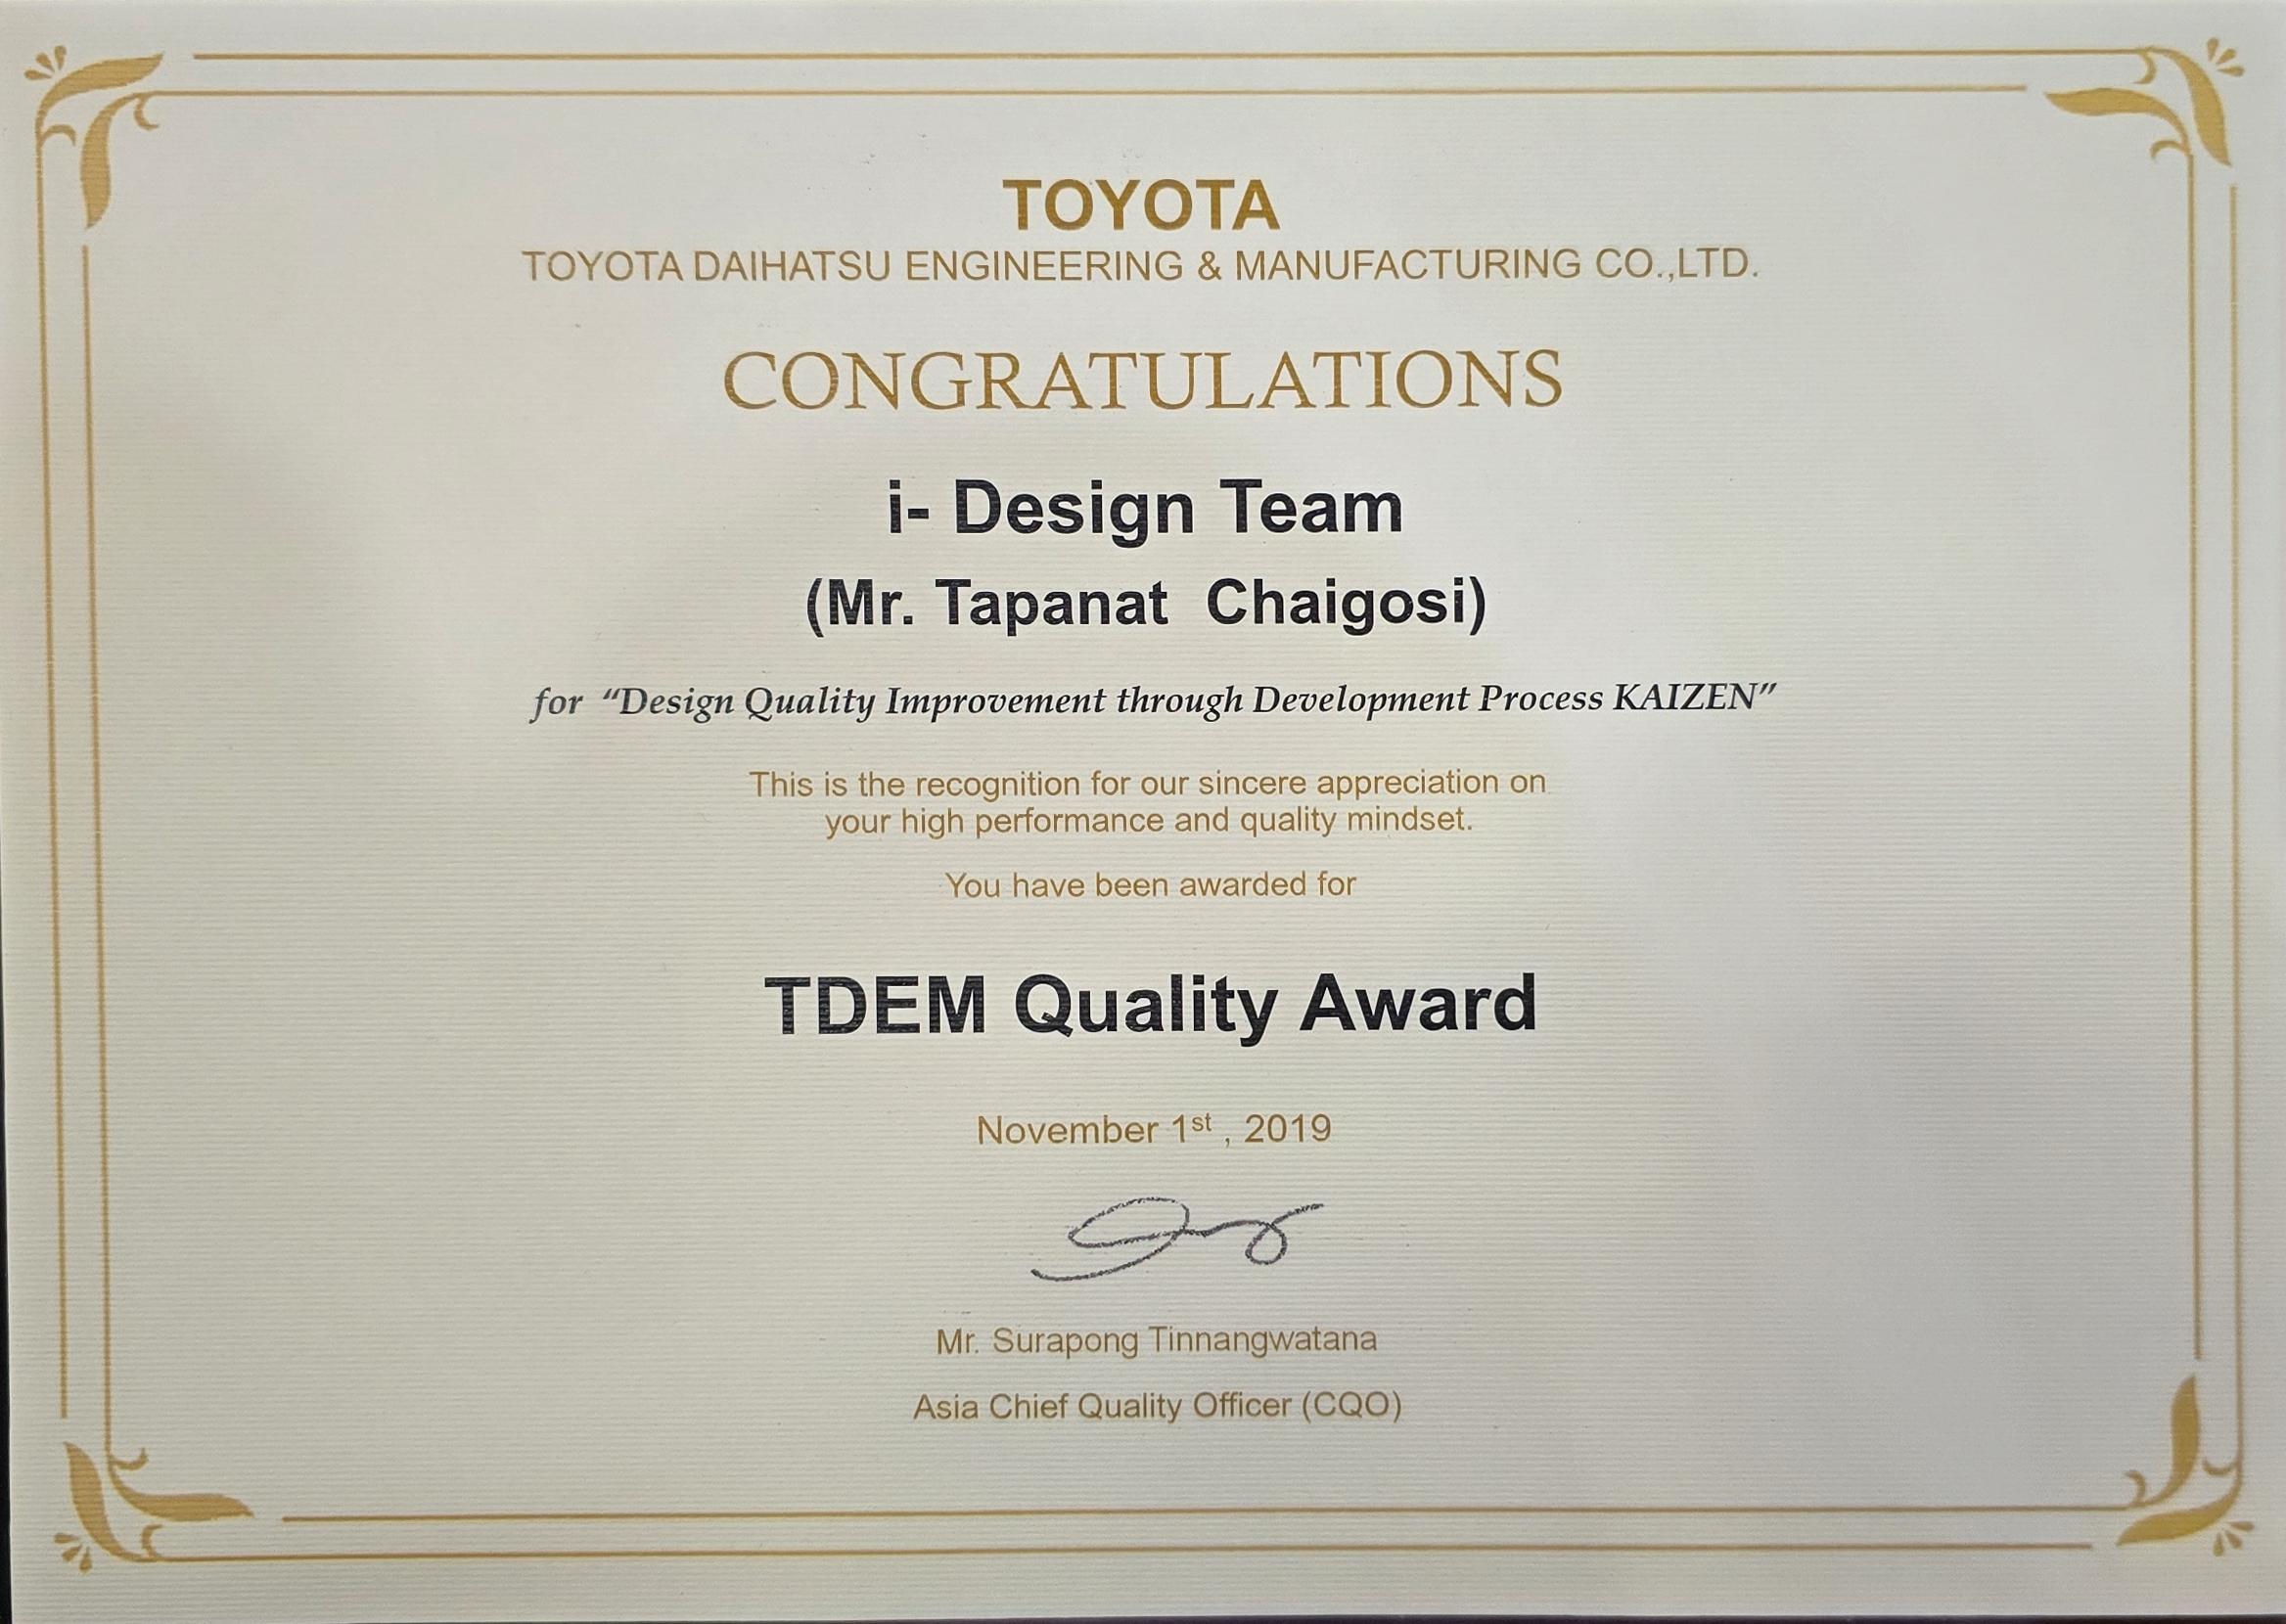 TOYOTA
TOYOTA DAIHATSU ENGINEERING & MANUFACTURING CO.,LTD.
CONGRATULATIONS
i- Design Team
(Mr. Tapanat Chaigosi)
for “Design Quality Improvement through Development Process KAIZEN”
This is the recognition for our sincere appreciation on
your high performance and quality mindset.
You have been awarded for
TDEM Quality Award
November 1st , 2019
Mr. Surapong Tinnangwatana
Asia Chief Quality Officer (CQO)